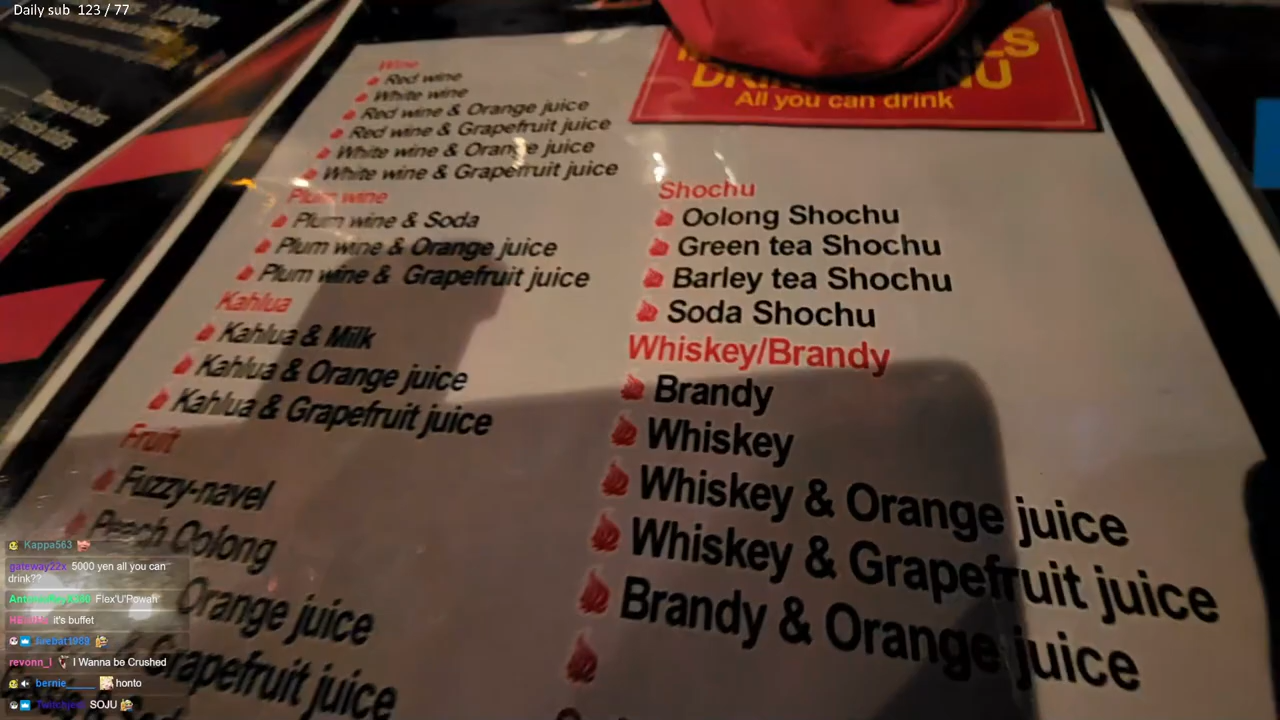 Daily sub 123 / 77
All you can drink
Wine
Red wine
White wine
Red wine & Orange juice
Red wine & Grapefruit juice
White wine & Orange juice
White wine & Grapefruit juice
Plum wine
Plum wine & Soda
Plum wine & Orange juice
Plum wine & Grapefruit juice
Kahlua
Kahlua & Milk
Kahlua & Orange juice
Kahlua & Grapefruit juice
Fruit
Fuzzy-navel
Peach Oolong
Orange juice
& Grapefruit juice
Shochu
Oolong Shochu
Green tea Shochu
Barley tea Shochu
Soda Shochu
Whiskey/Brandy
Brandy
Whiskey
Whiskey & Orange juice
Whiskey & Grapefruit juice
Brandy & Orange juice
Kappa563
gateway22x 5000 yen all you can
drink??
Flex'U'Powah
it's buffet
revonn_l I Wanna be Crushed
bernie_____ honto
SOJU